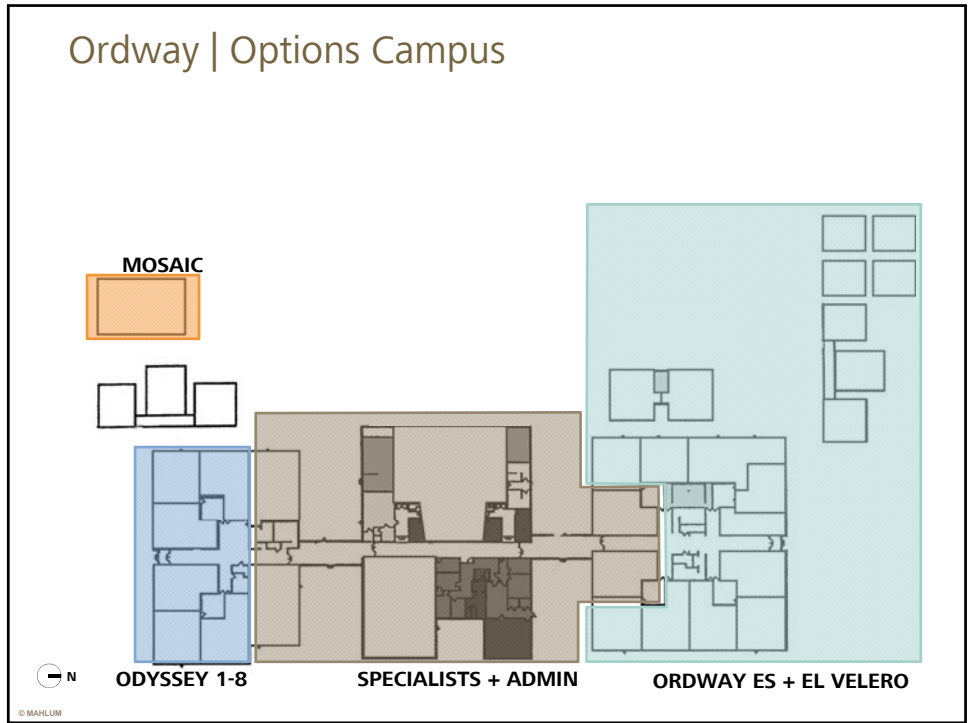 Ordway | Options Campus
MOSAIC
N
ODYSSEY 1-8
SPECIALISTS + ADMIN
ORDWAY ES + EL VELERO
© MAHLUM